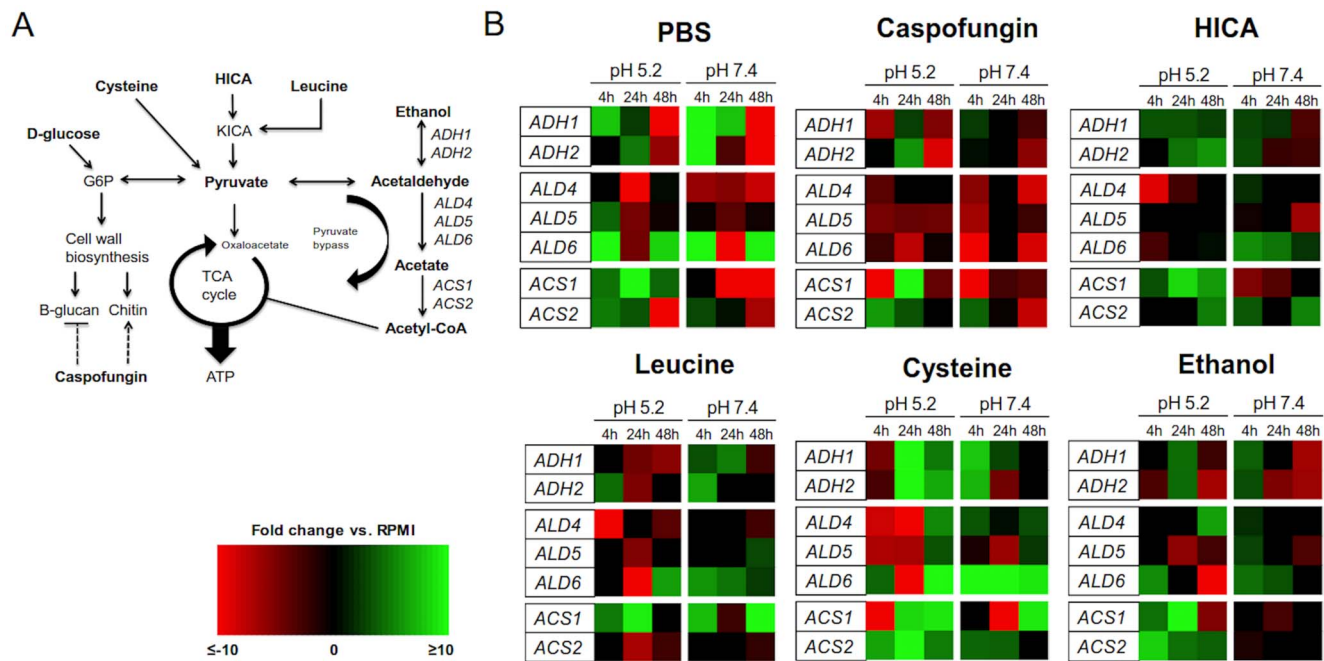 A
HICA
Cysteine
Leucine
KICA
Ethanol
ADH1
ADH2
D-glucose
G6P
Pyruvate
Acetaldehyde
ALD4
ALD5
ALD6
Cell wall
biosynthesis
Oxaloacetate
Pyruvate
bypass
TCA
cycle
Acetate
ACS1
ACS2
B-glucan
Chitin
Acetyl-CoA
Caspofungin
ATP
Fold change vs. RPMI
≤-10 0 ≥10
B
PBS
pH 5.2 pH 7.4
4h 24h 48h 4h 24h 48h
ADH1
ADH2
ALD4
ALD5
ALD6
ACS1
ACS2
Caspofungin
pH 5.2 pH 7.4
4h 24h 48h 4h 24h 48h
ADH1
ADH2
ALD4
ALD5
ALD6
ACS1
ACS2
HICA
pH 5.2 pH 7.4
4h 24h 48h 4h 24h 48h
ADH1
ADH2
ALD4
ALD5
ALD6
ACS1
ACS2
Leucine
pH 5.2 pH 7.4
4h 24h 48h 4h 24h 48h
ADH1
ADH2
ALD4
ALD5
ALD6
ACS1
ACS2
Cysteine
pH 5.2 pH 7.4
4h 24h 48h 4h 24h 48h
ADH1
ADH2
ALD4
ALD5
ALD6
ACS1
ACS2
Ethanol
pH 5.2 pH 7.4
4h 24h 48h 4h 24h 48h
ADH1
ADH2
ALD4
ALD5
ALD6
ACS1
ACS2